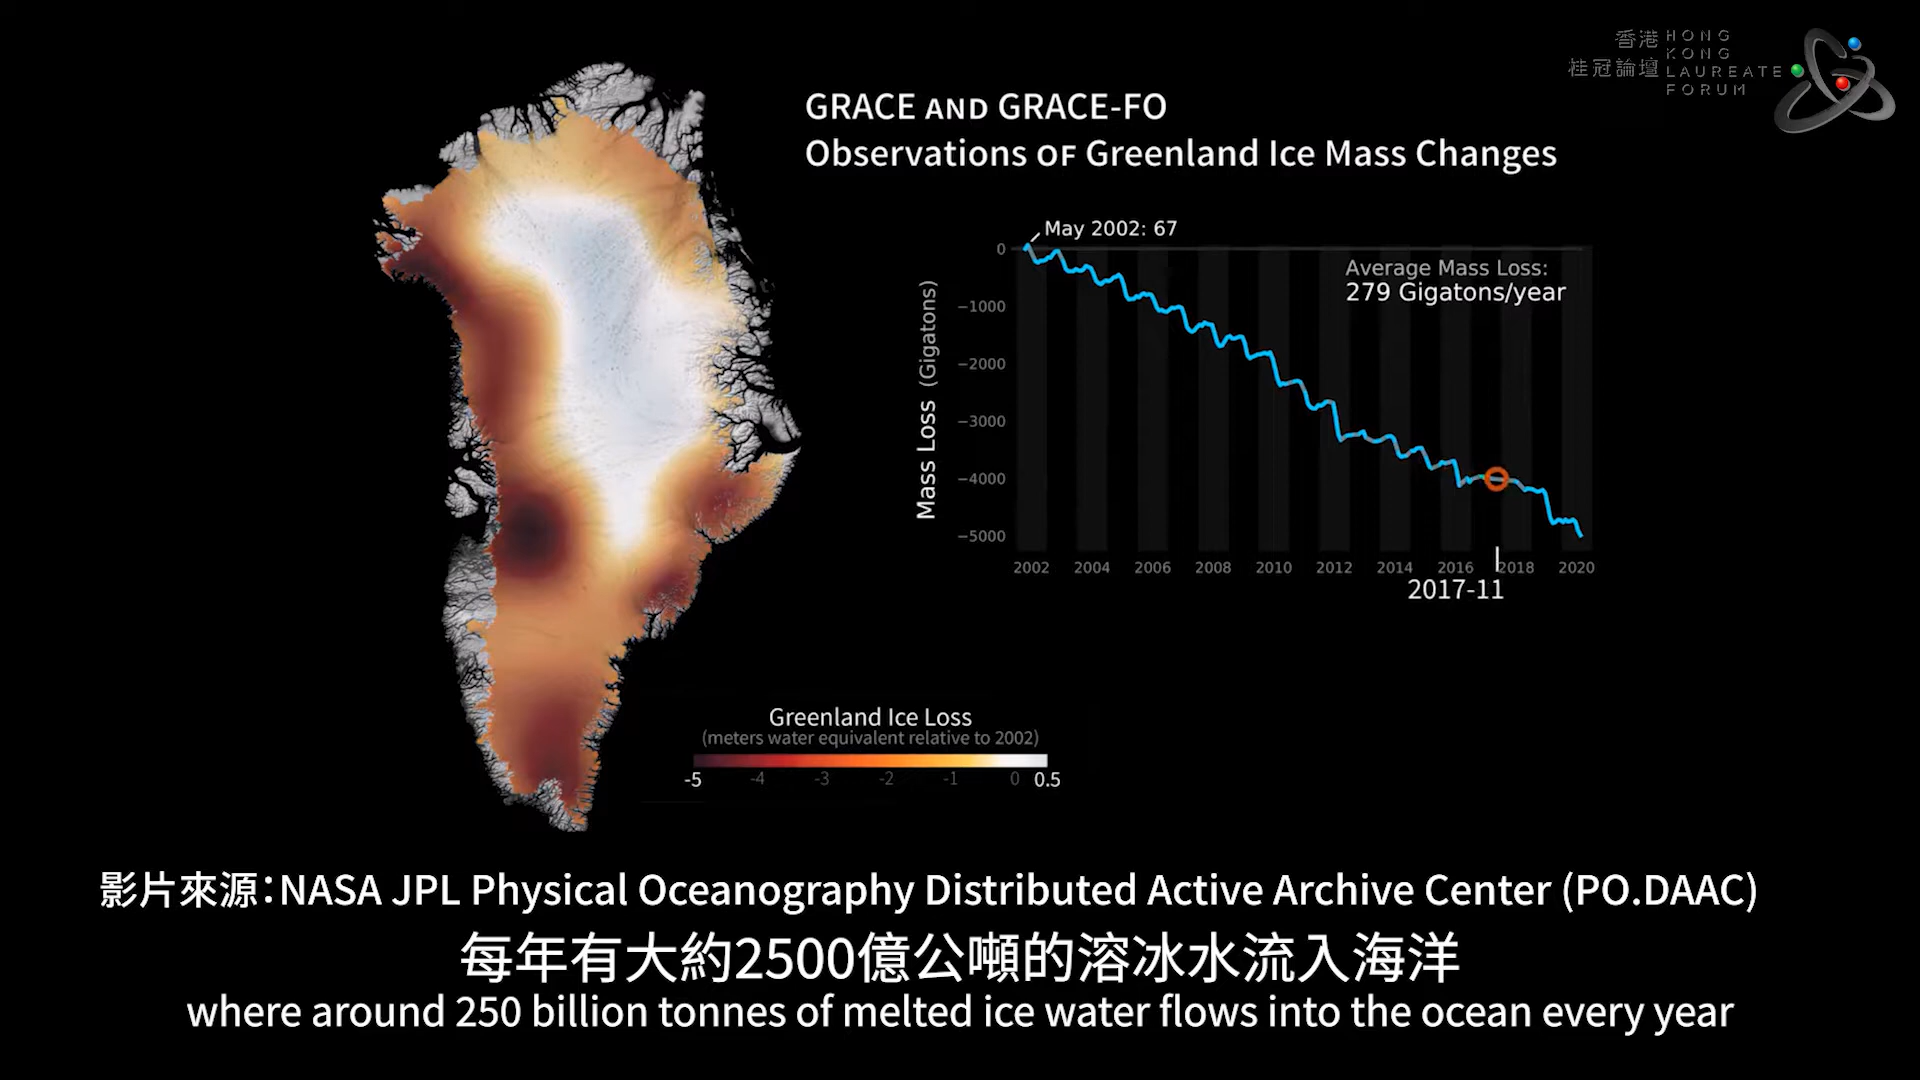 香港
桂冠論壇
HONG
KONG
LAUREATE
FORUM
GRACE AND GRACE-FO
Observations OF Greenland Ice Mass Changes
May 2002: 67
Average Mass Loss:
279 Gigatons/year
Mass Loss (Gigatons)
0
−1000
−2000
−3000
−4000
−5000
2002 2004 2006 2008 2010 2012 2014 2016 2018 2020
2017-11
Greenland Ice Loss
(meters water equivalent relative to 2002)
-5 -4 -3 -2 -1 0 0.5
影片來源：NASA JPL Physical Oceanography Distributed Active Archive Center (PO.DAAC)
每年有大約2500億公噸的溶冰水流入海洋
where around 250 billion tonnes of melted ice water flows into the ocean every year